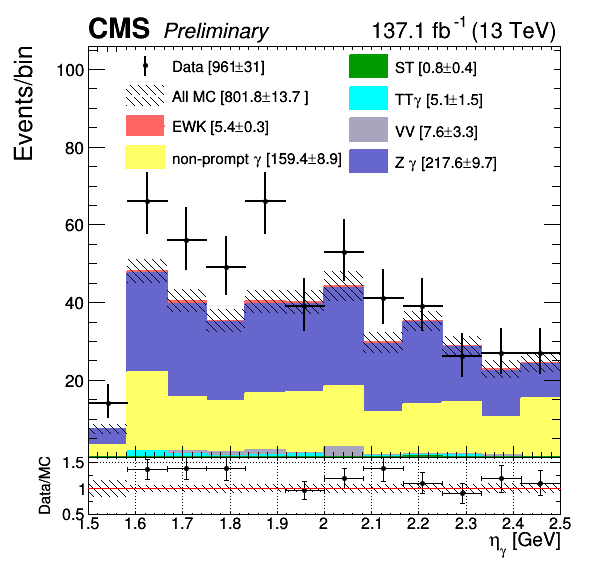 CMS Preliminary 137.1 fb⁻¹ (13 TeV)
Events/bin
100
80
60
40
20
Data [961±31]
All MC [801.8±13.7 ]
EWK [5.4±0.3]
non-prompt γ [159.4±8.9]
ST [0.8±0.4]
TTγ [5.1±1.5]
VV [7.6±3.3]
Z γ [217.6±9.7]
Data/MC
1.5
1
0.5
1.5 1.6 1.7 1.8 1.9 2 2.1 2.2 2.3 2.4 2.5
ηγ [GeV]